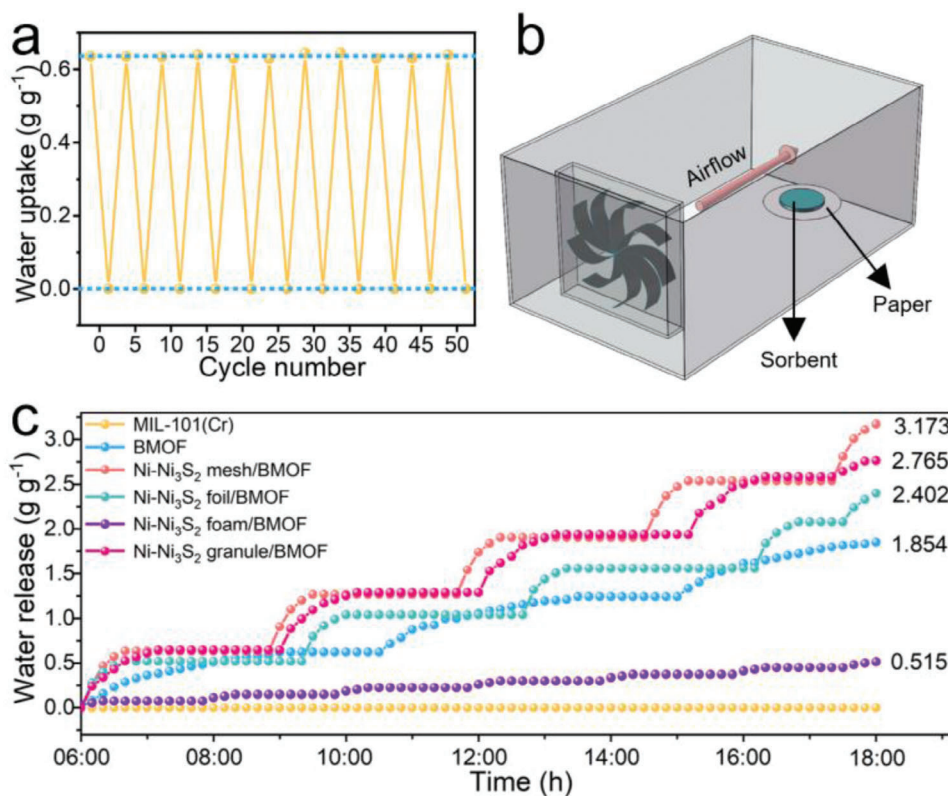 a
Water uptake (g g⁻¹)
0.6
0.4
0.2
0.0
0 5 10 15 20 25 30 35 40 45 50
Cycle number
b
Airflow
Paper
Sorbent
c
Water release (g g⁻¹)
3.0
2.5
2.0
1.5
1.0
0.5
0.0
MIL-101(Cr)
BMOF
Ni-Ni₃S₂ mesh/BMOF
Ni-Ni₃S₂ foil/BMOF
Ni-Ni₃S₂ foam/BMOF
Ni-Ni₃S₂ granule/BMOF
3.173
2.765
2.402
1.854
0.515
06:00 08:00 10:00 12:00 14:00 16:00 18:00
Time (h)